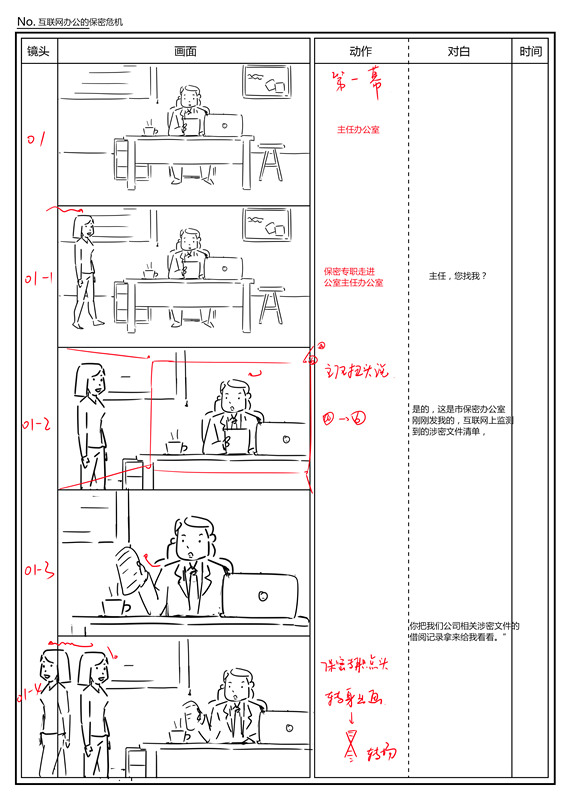 No. 互联网办公的保密危机
镜头 画面 动作 对白 时间
01
第一幕
主任办公室
01-1
保密专职走进
公室主任办公室
主任，您找我？
01-2
主任扭头说
ⓐ→ⓑ
是的，这是市保密办公室
刚刚发我的，互联网上监测
到的涉密文件清单，
01-3
你把我们公司相关涉密文件的
借阅记录拿来给我看看。”
01-4
保密专职点头
转身出画
转场